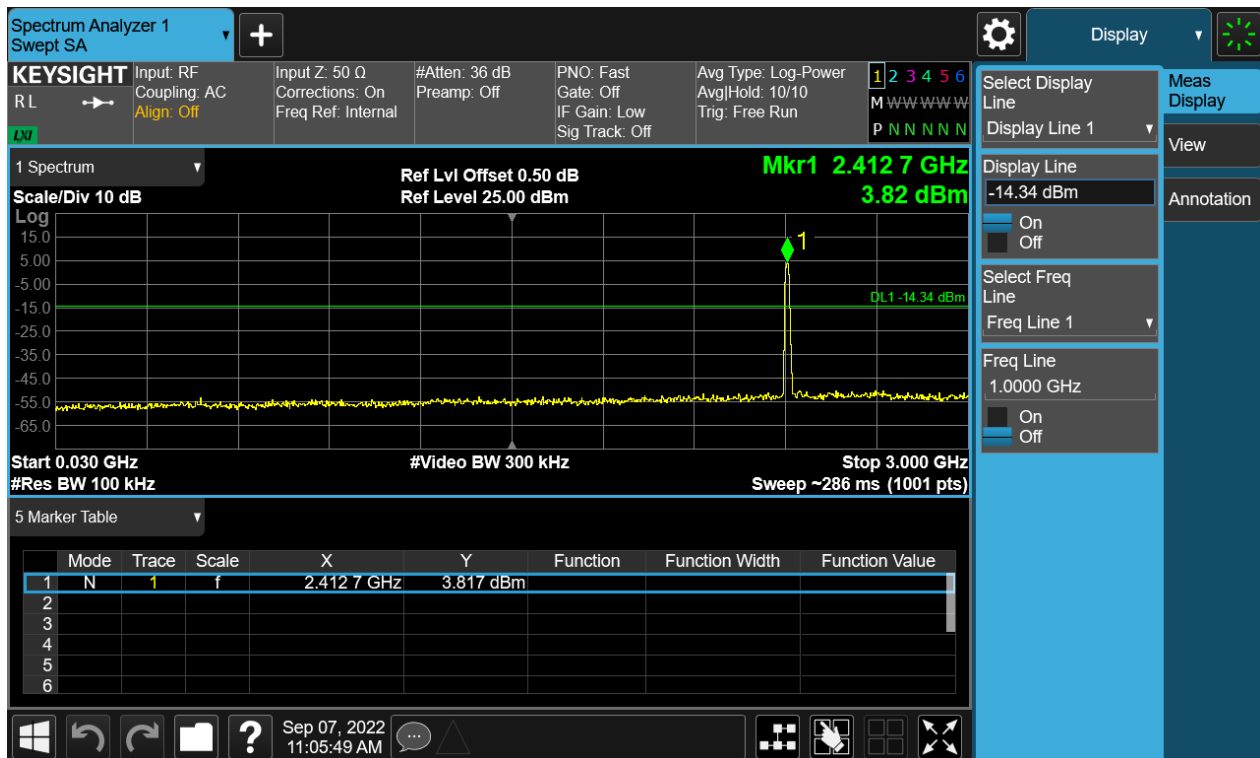 Spectrum Analyzer 1
Swept SA
+
Display
KEYSIGHT
RL
LXI
Input: RF
Coupling: AC
Align: Off
Input Z: 50 Ω
Corrections: On
Freq Ref: Internal
#Atten: 36 dB
Preamp: Off
PNO: Fast
Gate: Off
IF Gain: Low
Sig Track: Off
Avg Type: Log-Power
Avg|Hold: 10/10
Trig: Free Run
1 2 3 4 5 6
M W W W W W
P N N N N N
1 Spectrum
Scale/Div 10 dB
Ref Lvl Offset 0.50 dB
Ref Level 25.00 dBm
Mkr1 2.412 7 GHz
3.82 dBm
Log
15.0
5.00
-5.00
-15.0
-25.0
-35.0
-45.0
-55.0
-65.0
1
DL1 -14.34 dBm
Start 0.030 GHz
#Video BW 300 kHz
Stop 3.000 GHz
#Res BW 100 kHz
Sweep ~286 ms (1001 pts)
5 Marker Table
Mode Trace Scale X Y Function Function Width Function Value
1 N 1 f 2.412 7 GHz 3.817 dBm
2
3
4
5
6
?
Sep 07, 2022
11:05:49 AM
Select Display
Line
Display Line 1
Display Line
-14.34 dBm
On
Off
Select Freq
Line
Freq Line 1
Freq Line
1.0000 GHz
On
Off
Meas
Display
View
Annotation